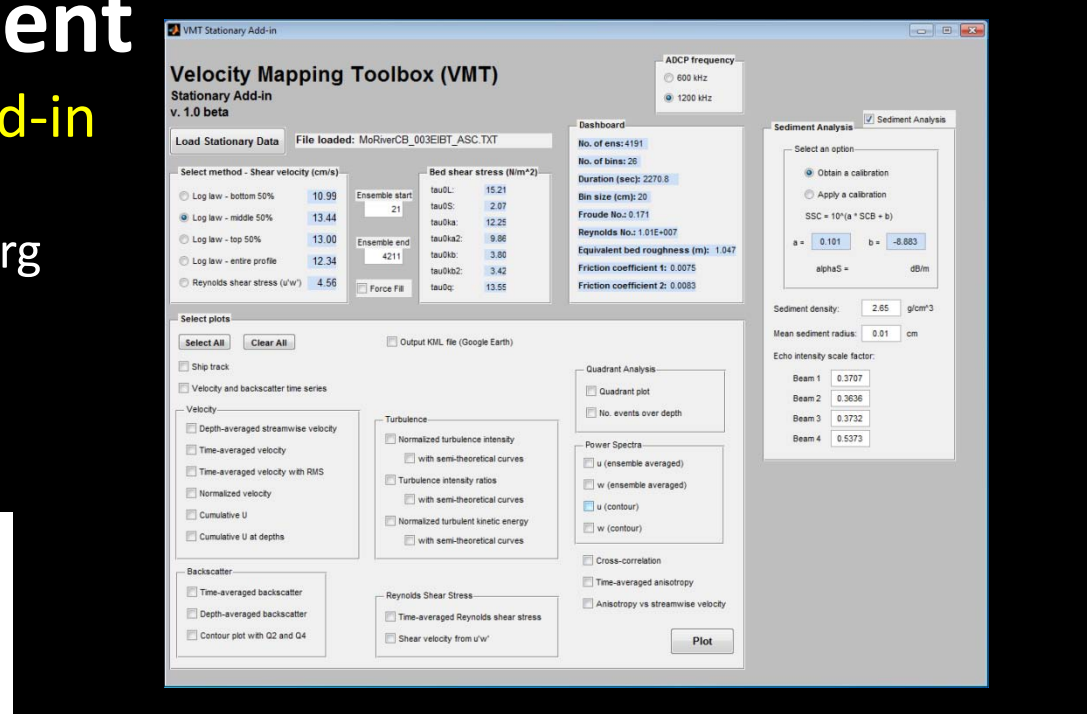 ent
d-in
rg
VMT Stationary Add-in
Velocity Mapping Toolbox (VMT)
Stationary Add-in
v. 1.0 beta
ADCP frequency
600 kHz
1200 kHz
Load Stationary Data
File loaded: MoRiverCB_003EIBT_ASC.TXT
Select method - Shear velocity (cm/s)
Log law - bottom 50% 10.99
Log law - middle 50% 13.44
Log law - top 50% 13.00
Log law - entire profile 12.34
Reynolds shear stress (u'w') 4.56
Ensemble start
21
Ensemble end
4211
Force Fill
Bed shear stress (N/m^2)
tau0L: 15.21
tau0S: 2.07
tau0ka: 12.25
tau0ka2: 9.86
tau0kb: 3.80
tau0kb2: 3.42
tau0q: 13.55
Dashboard
No. of ens: 4191
No. of bins: 26
Duration (sec): 2270.8
Bin size (cm): 20
Froude No.: 0.171
Reynolds No.: 1.01E+007
Equivalent bed roughness (m): 1.047
Friction coefficient 1: 0.0075
Friction coefficient 2: 0.0083
Sediment Analysis
Sediment Analysis
Select an option
Obtain a calibration
Apply a calibration
SSC = 10^(a * SCB + b)
a = 0.101 b = -8.883
alphaS = dB/m
Sediment density: 2.65 g/cm^3
Mean sediment radius: 0.01 cm
Echo intensity scale factor:
Beam 1 0.3707
Beam 2 0.3636
Beam 3 0.3732
Beam 4 0.5373
Select plots
Select All Clear All
Output KML file (Google Earth)
Ship track
Velocity and backscatter time series
Velocity
Depth-averaged streamwise velocity
Time-averaged velocity
Time-averaged velocity with RMS
Normalized velocity
Cumulative U
Cumulative U at depths
Backscatter
Time-averaged backscatter
Depth-averaged backscatter
Contour plot with Q2 and Q4
Turbulence
Normalized turbulence intensity
with semi-theoretical curves
Turbulence intensity ratios
with semi-theoretical curves
Normalized turbulent kinetic energy
with semi-theoretical curves
Reynolds Shear Stress
Time-averaged Reynolds shear stress
Shear velocity from u'w'
Quadrant Analysis
Quadrant plot
No. events over depth
Power Spectra
u (ensemble averaged)
w (ensemble averaged)
u (contour)
w (contour)
Cross-correlation
Time-averaged anisotropy
Anisotropy vs streamwise velocity
Plot